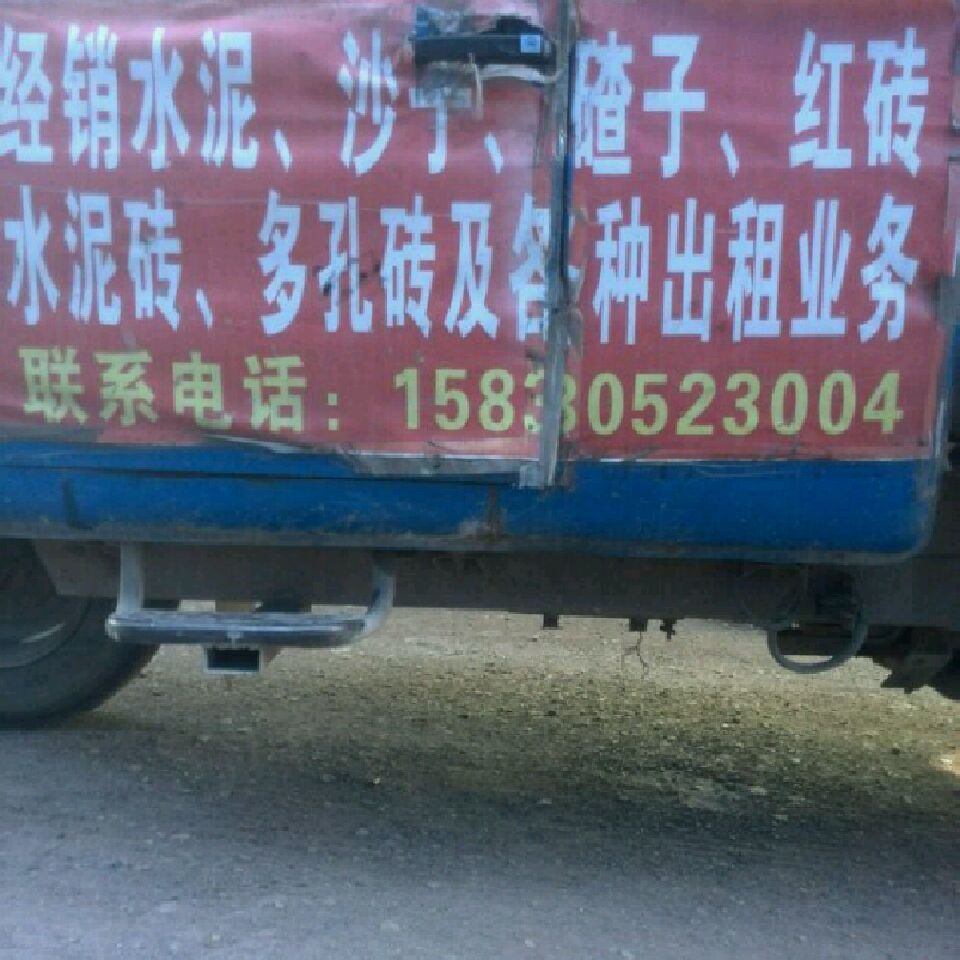 经销水泥、沙子、碴子、红砖
水泥砖、多孔砖及各种出租业务
联系电话：15830523004